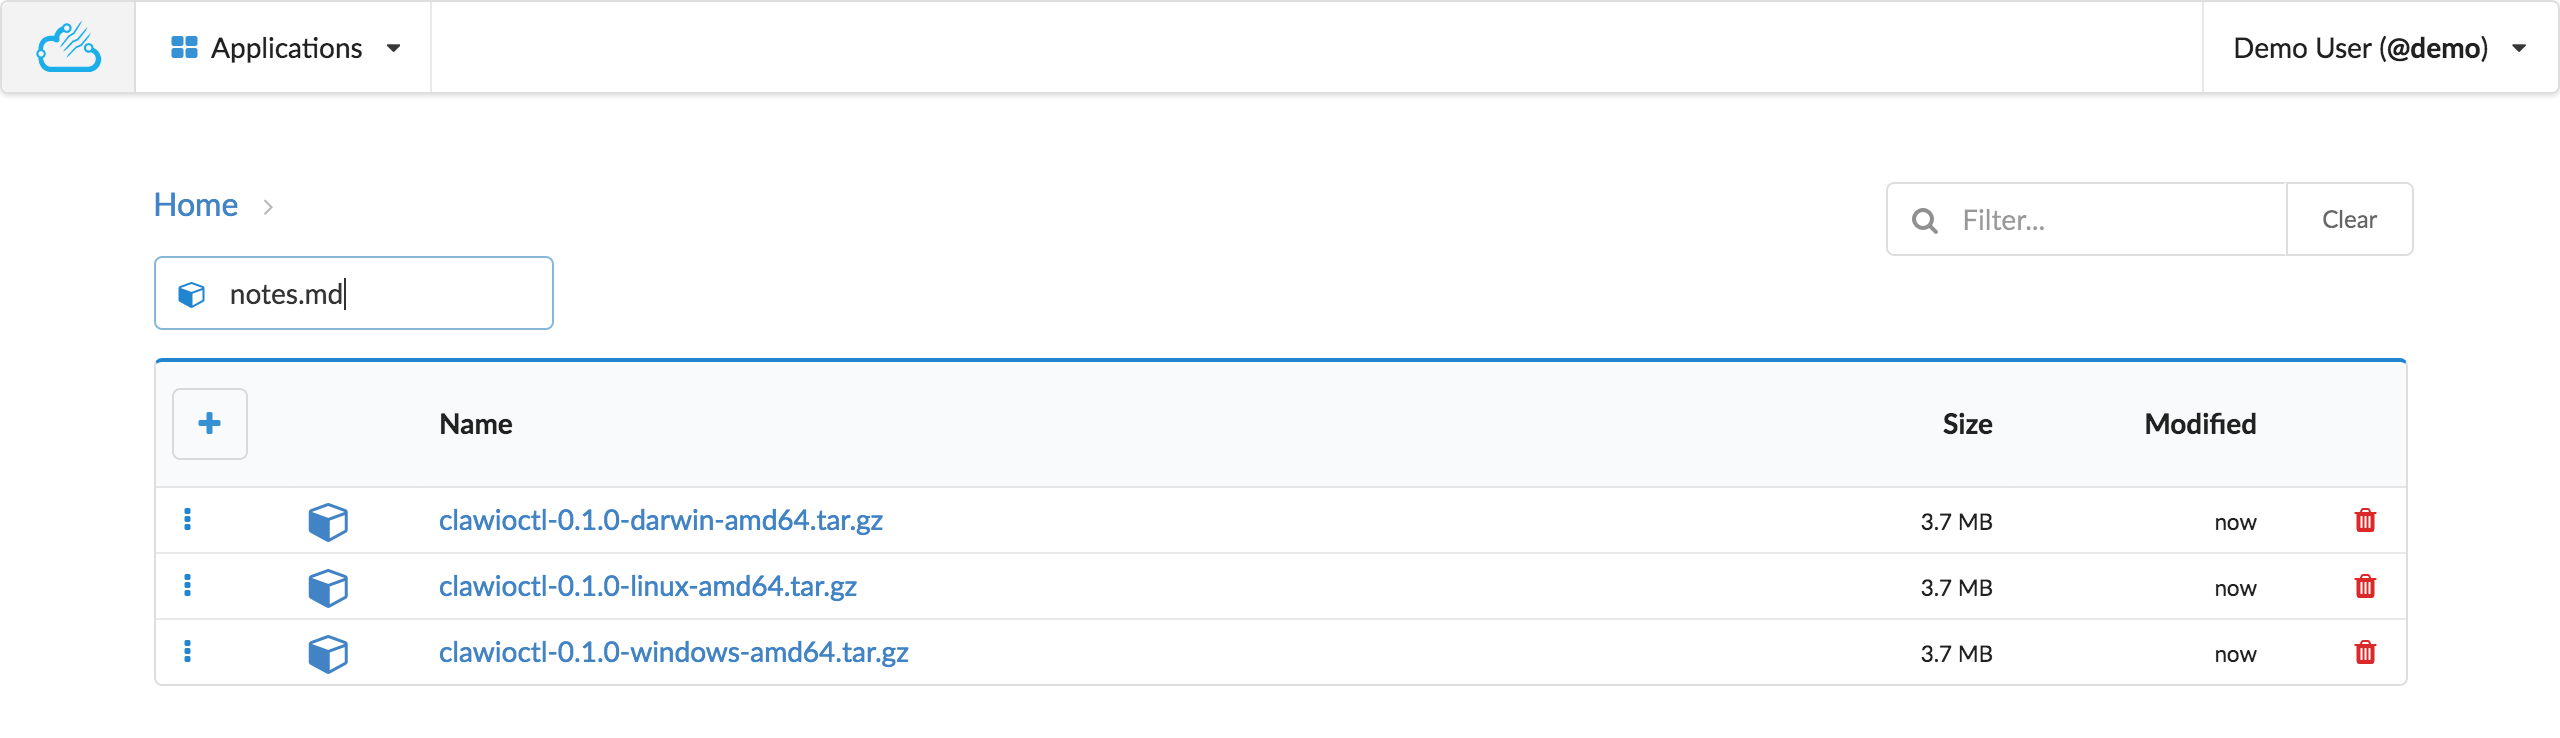 Applications
Demo User (@demo)
Home
Filter...
Clear
notes.md
Name Size Modified
clawioctl-0.1.0-darwin-amd64.tar.gz 3.7 MB now
clawioctl-0.1.0-linux-amd64.tar.gz 3.7 MB now
clawioctl-0.1.0-windows-amd64.tar.gz 3.7 MB now